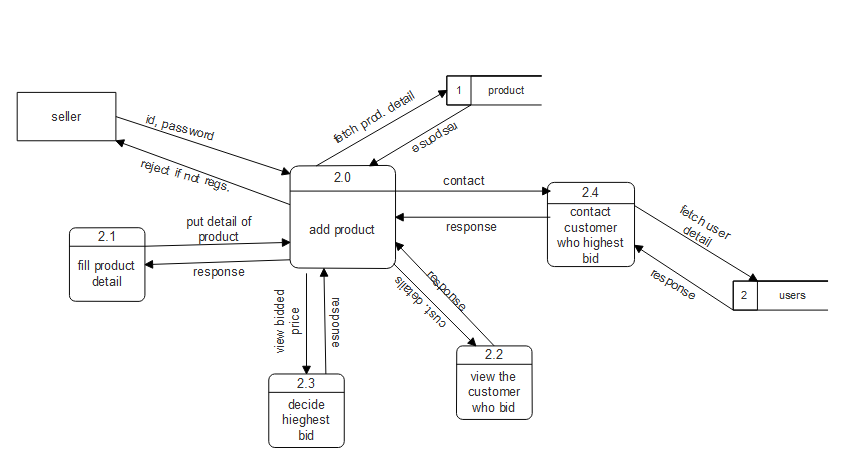 1
product
fetch prod. detail
response
seller
id, password
reject if not regs.
2.0
add product
contact
response
2.4
contact
customer
who highest
bid
fetch user
detail
response
2
users
2.1
fill product
detail
put detail of
product
response
view bidded
price
response
response
cust. details
2.3
decide
hieghest
bid
2.2
view the
customer
who bid